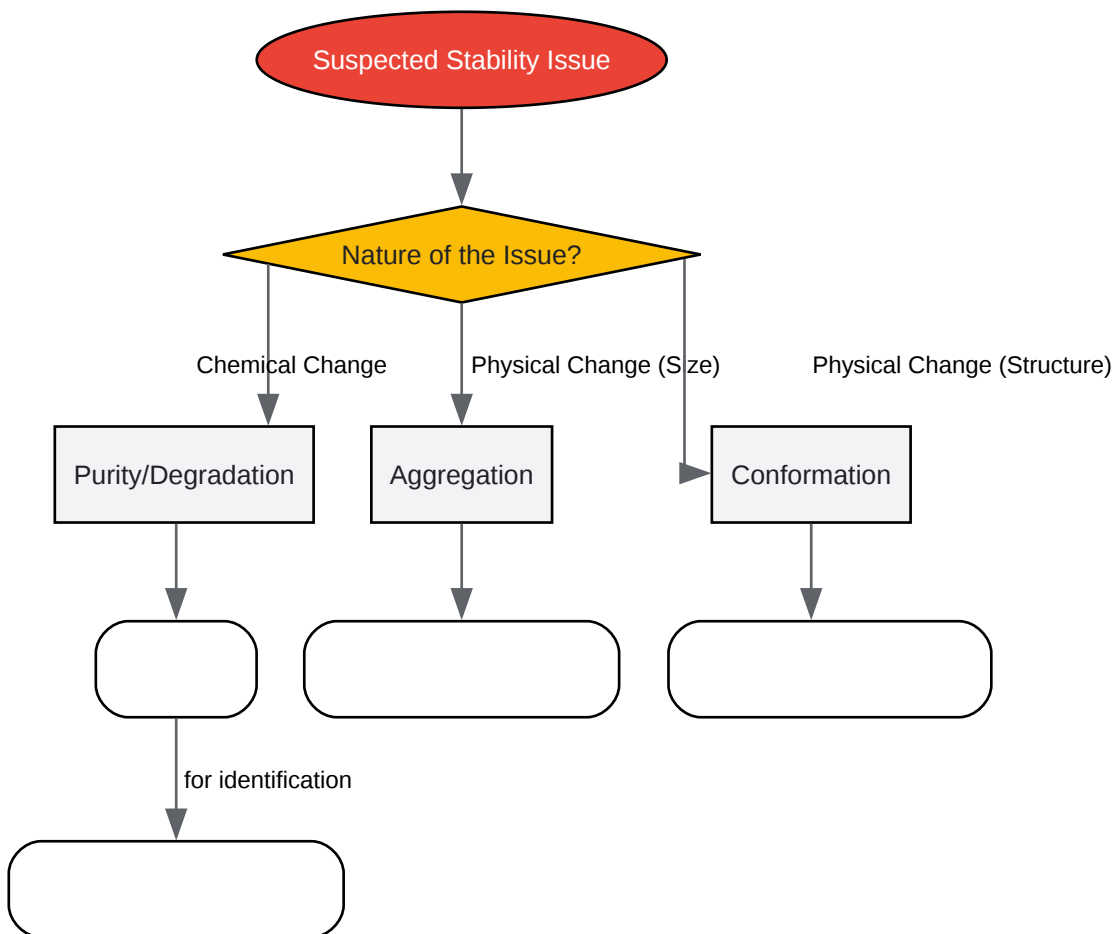 Suspected Stability Issue
Nature of the Issue?
Chemical Change
Physical Change (Size)
Physical Change (Structure)
Purity/Degradation
Aggregation
Conformation
for identification